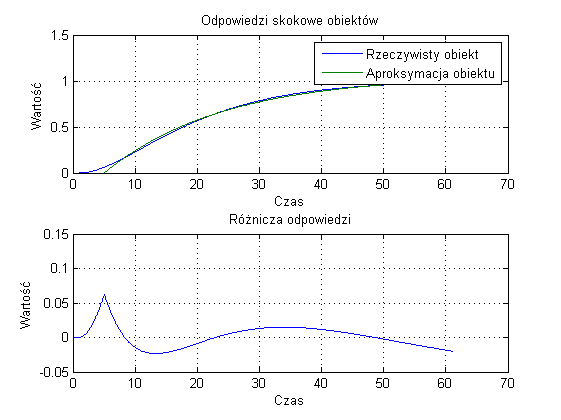 Odpowiedzi skokowe obiektów
1.5
Rzeczywisty obiekt
Aproksymacja obiektu
1
0.5
0
Wartość
0 10 20 30 40 50 60 70
Czas
Różnicza odpowiedzi
0.15
0.1
0.05
0
-0.05
Wartość
0 10 20 30 40 50 60 70
Czas